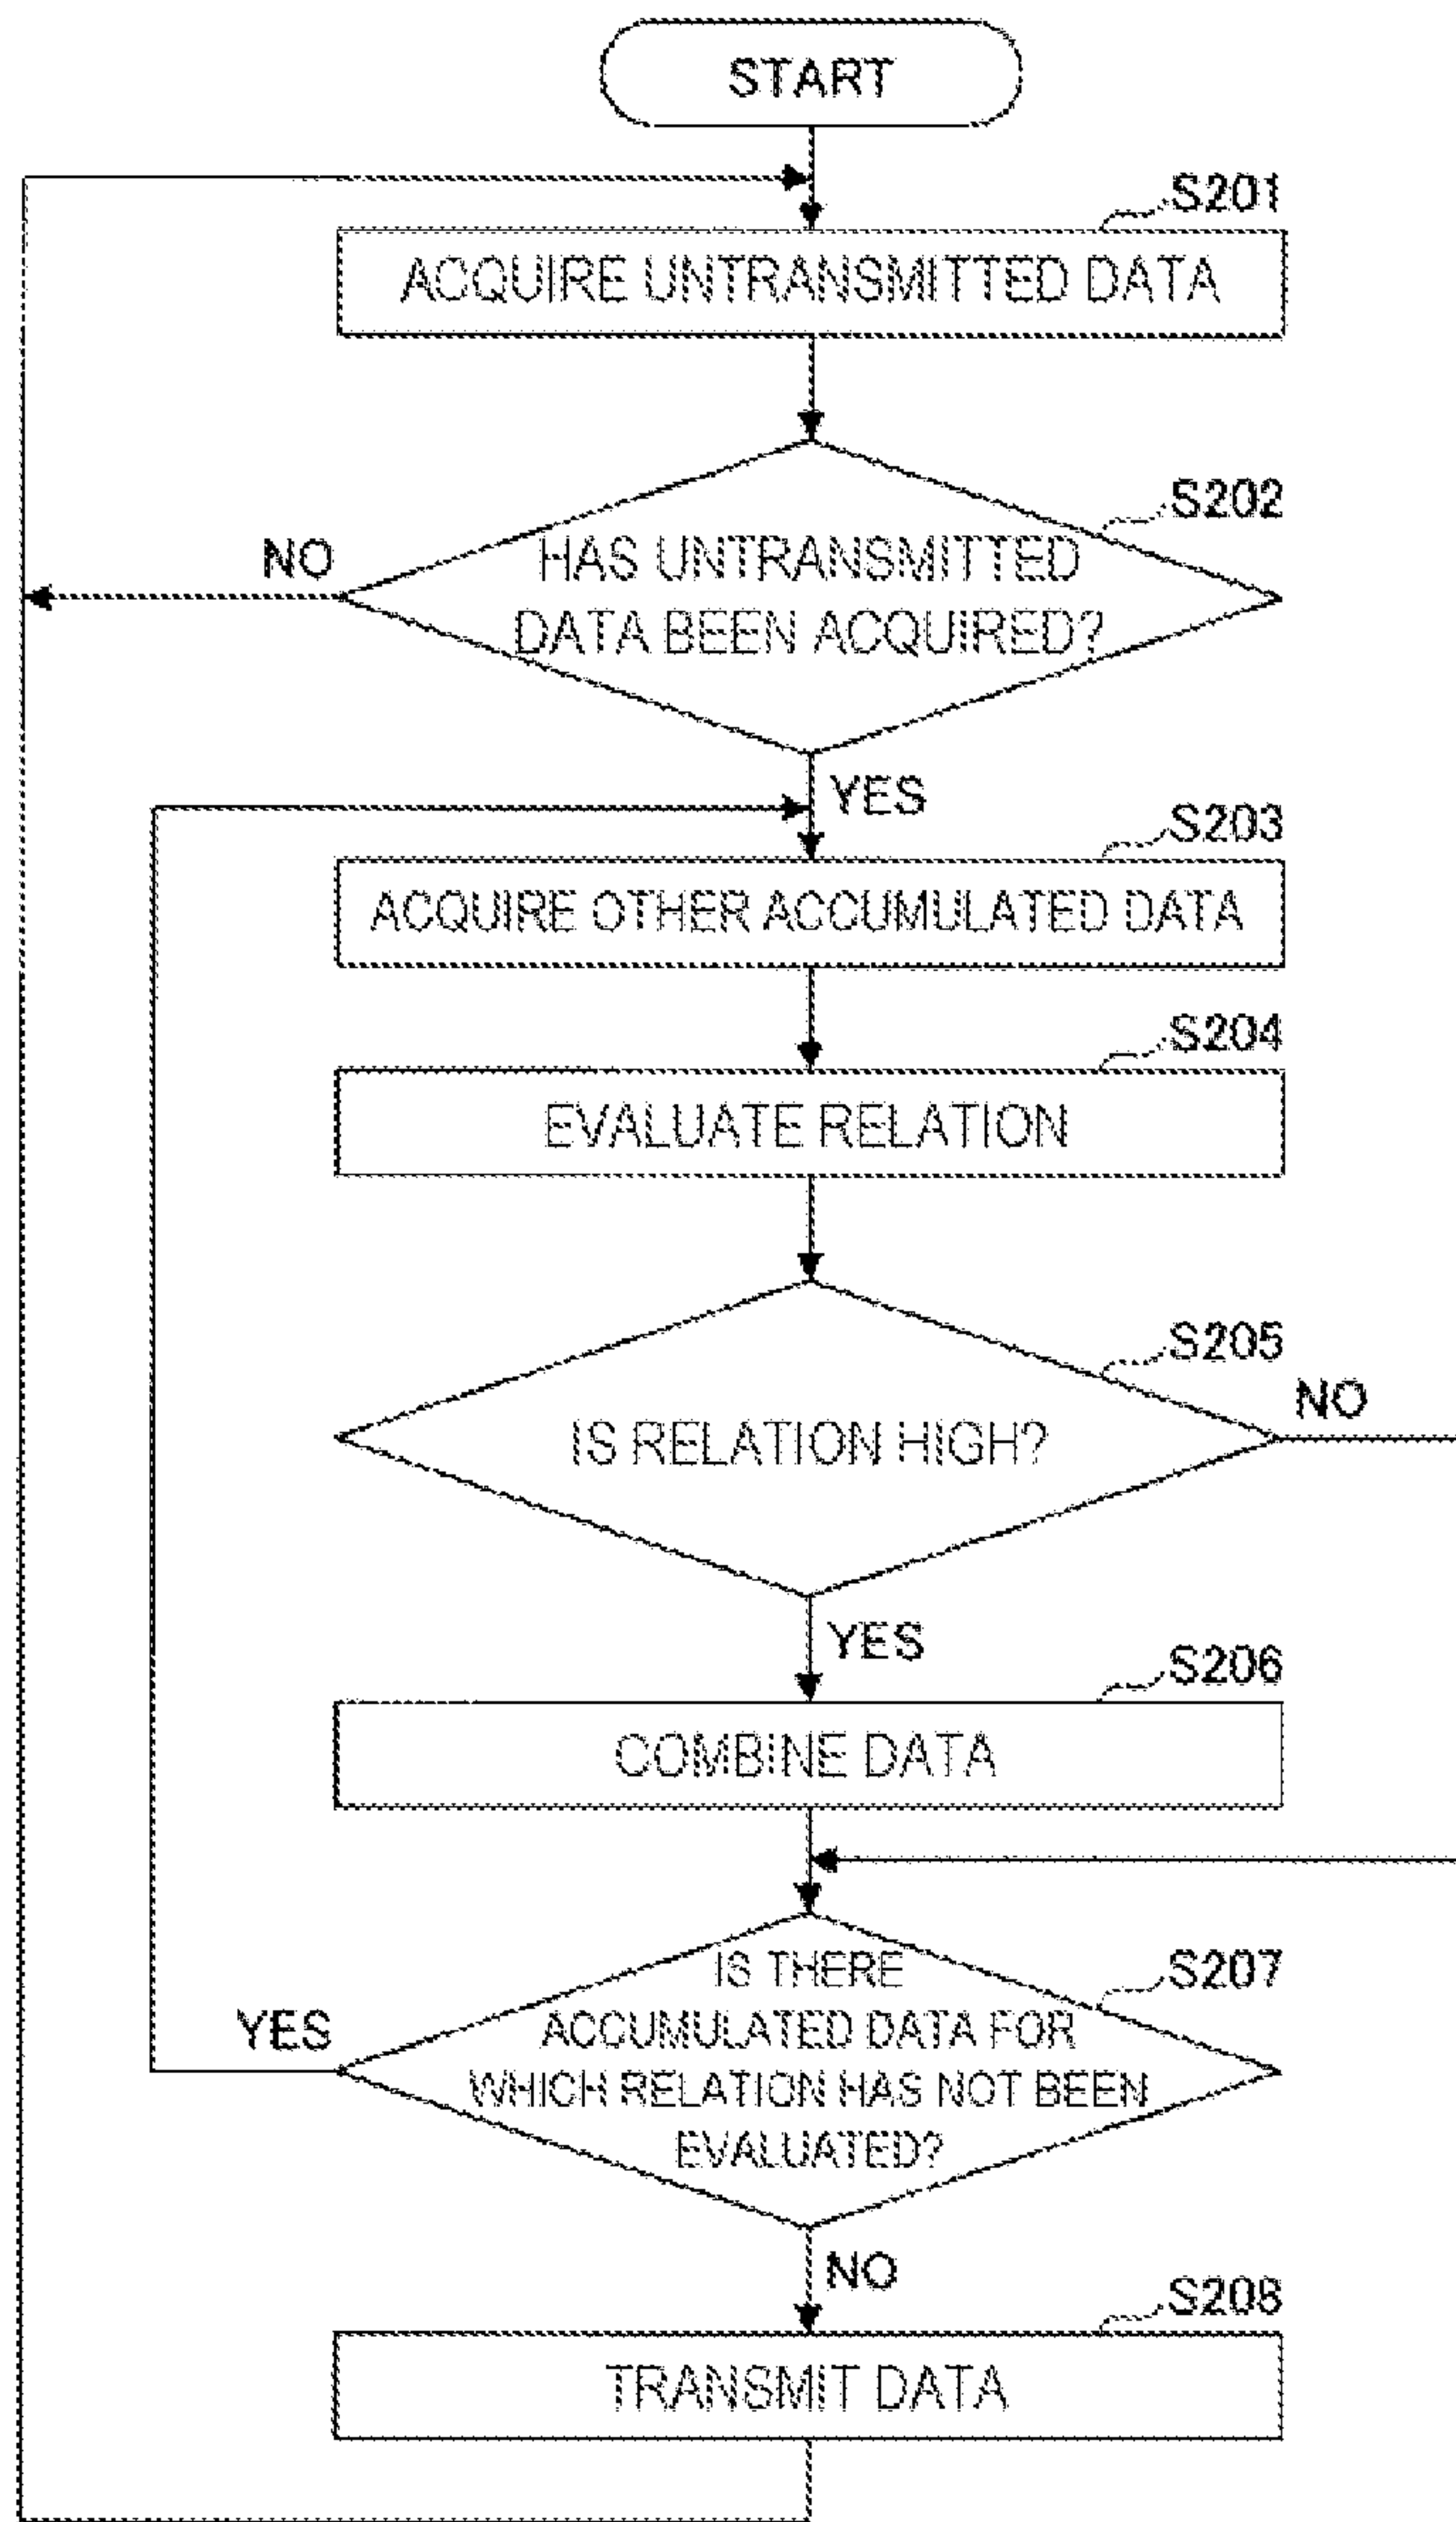 START
S201
ACQUIRE UNTRANSMITTED DATA
S202
NO
HAS UNTRANSMITTED
DATA BEEN ACQUIRED?
YES
S203
ACQUIRE OTHER ACCUMULATED DATA
S204
EVALUATE RELATION
S205
NO
IS RELATION HIGH?
YES
S206
COMBINE DATA
S207
IS THERE
YES
ACCUMULATED DATA FOR
WHICH RELATION HAS NOT BEEN
EVALUATED?
NO
S208
TRANSMIT DATA